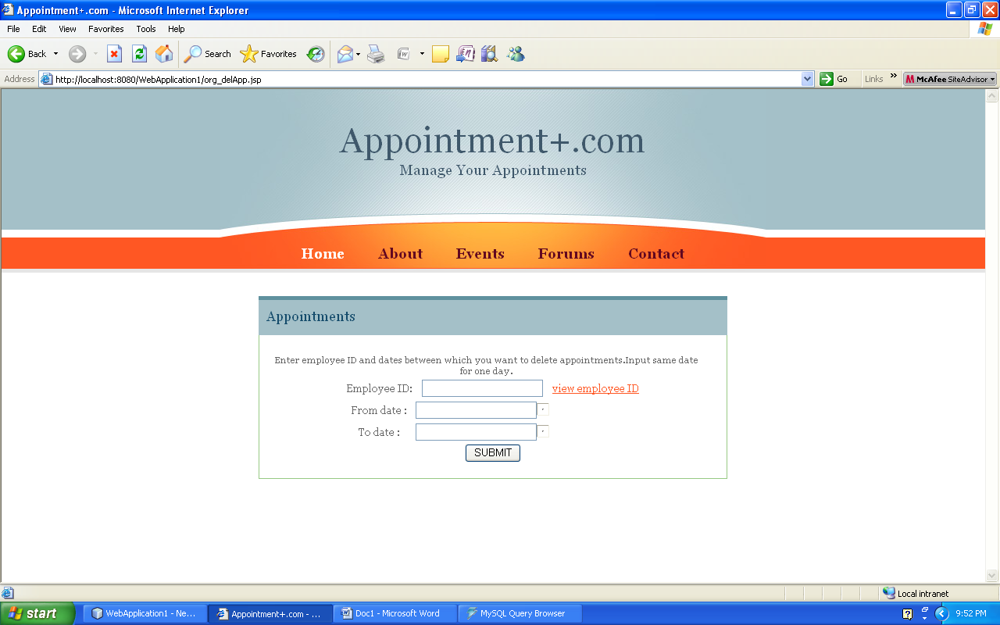 Appointment+.com - Microsoft Internet Explorer
File Edit View Favorites Tools Help
Back Search Favorites
Address http://localhost:8080/WebApplication1/org_delApp.jsp Go Links » McAfee SiteAdvisor
Appointment+.com
Manage Your Appointments
Home About Events Forums Contact
Appointments
Enter employee ID and dates between which you want to delete appointments.Input same date
for one day.
Employee ID: view employee ID
From date :
To date :
SUBMIT
Local intranet
start WebApplication1 - Ne... Appointment+.com - ... Doc1 - Microsoft Word MySQL Query Browser 9:52 PM